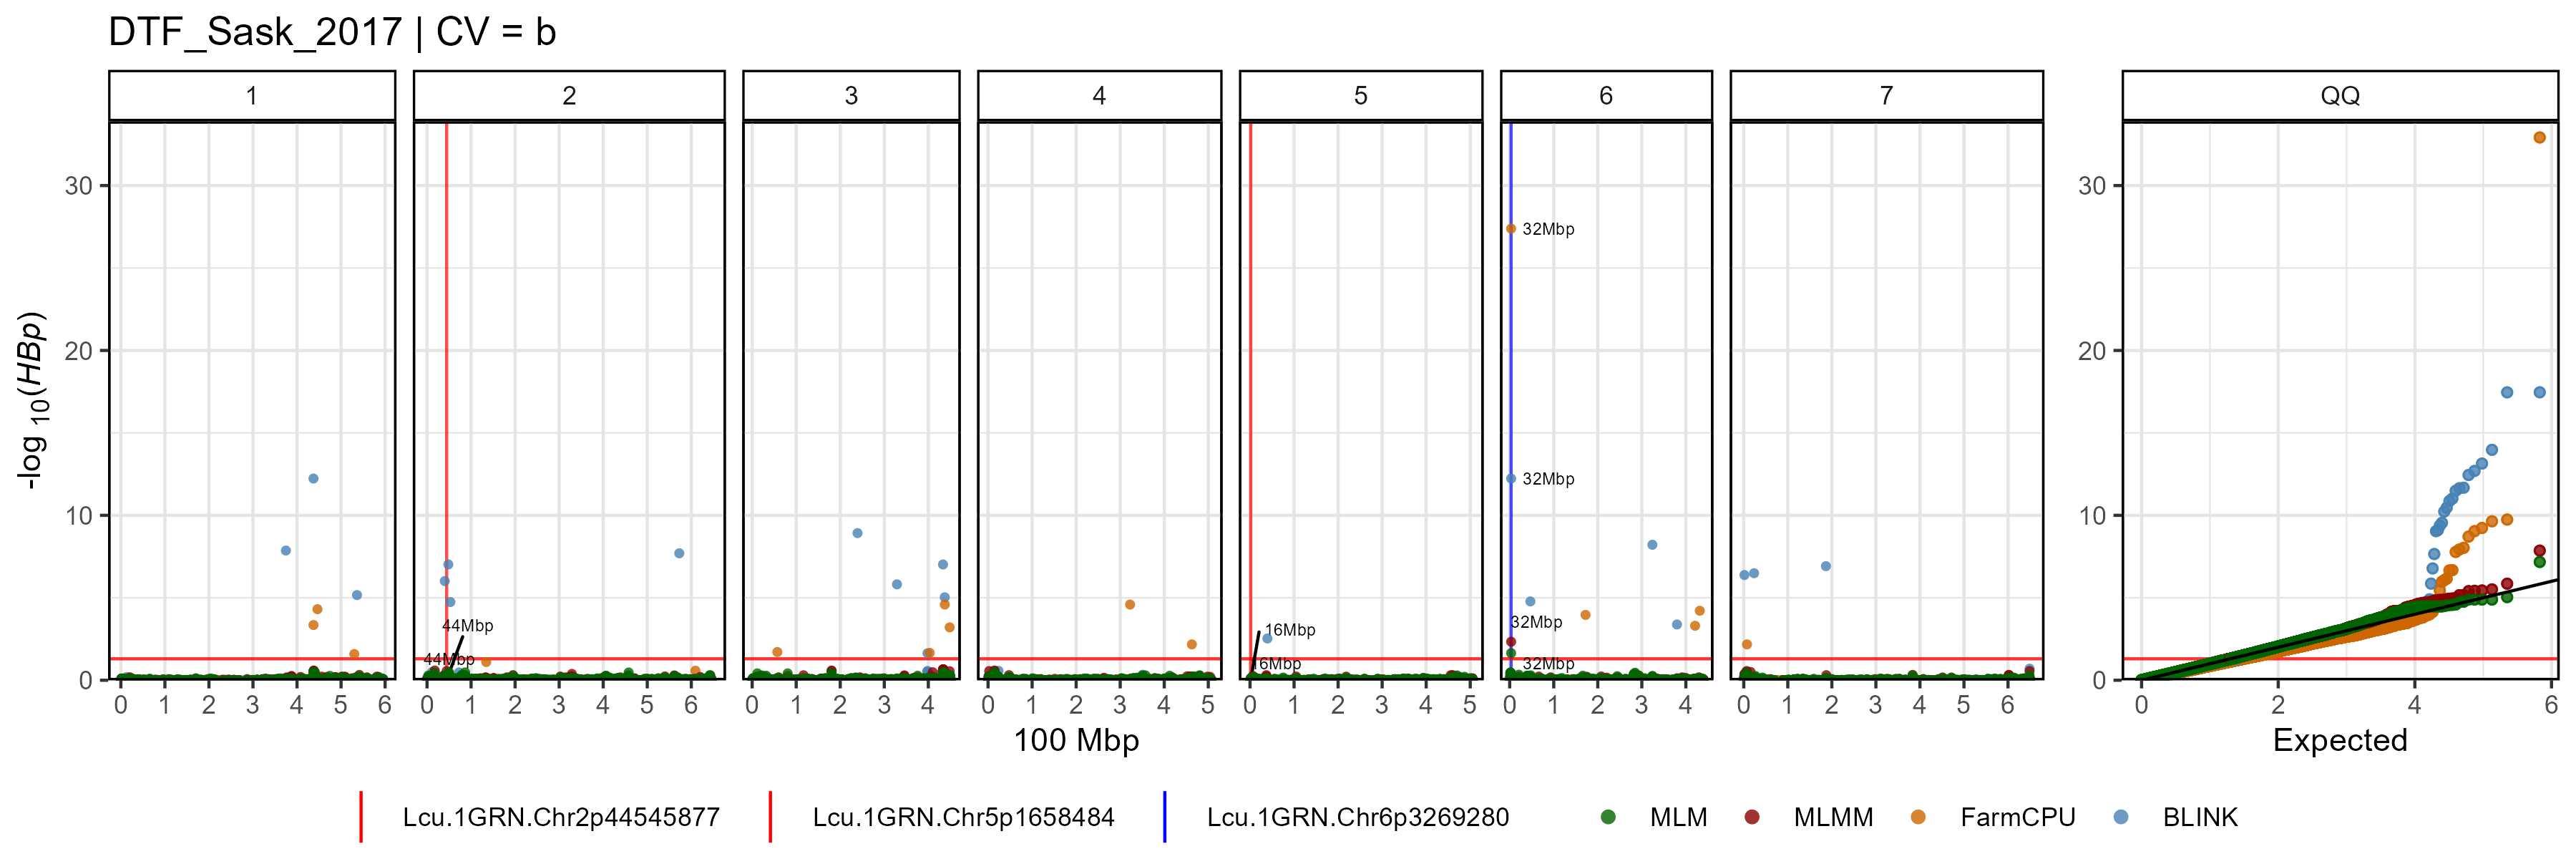 DTF_Sask_2017 | CV = b
1 2 3 4 5 6 7 QQ
-log 10(HBp)
30
20
10
0
44Mbp
44Mbp
16Mbp
16Mbp
32Mbp
32Mbp
32Mbp
32Mbp
30
20
10
0
0 1 2 3 4 5 6
0 1 2 3 4 5 6
0 1 2 3 4
0 1 2 3 4 5
0 1 2 3 4 5
0 1 2 3 4
0 1 2 3 4 5 6
0 2 4 6
100 Mbp
Expected
Lcu.1GRN.Chr2p44545877 Lcu.1GRN.Chr5p1658484 Lcu.1GRN.Chr6p3269280 MLM MLMM FarmCPU BLINK